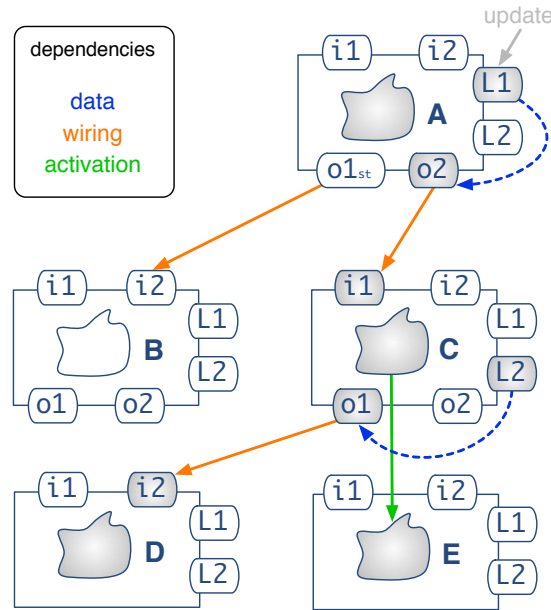 update
dependencies
data
wiring
activation
i1 i2
L1
A
L2
o1st o2
i1 i2
L1
B
L2
o1 o2
i1 i2
L1
C
L2
o1 o2
i1 i2
L1
D
L2
i1 i2
L1
E
L2